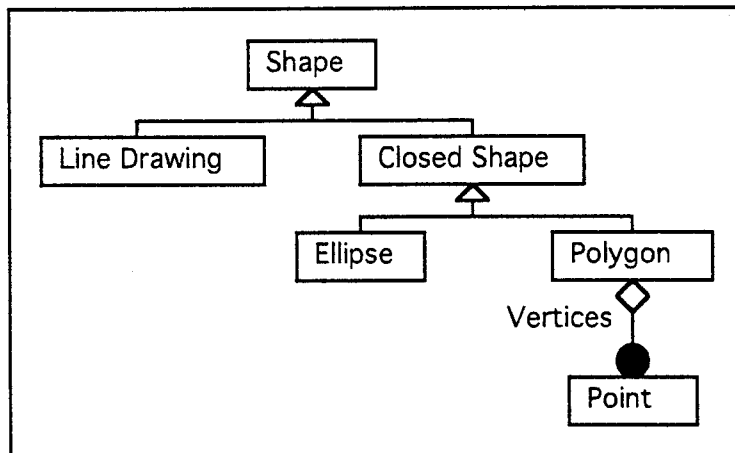 Shape
Line Drawing
Closed Shape
Ellipse
Polygon
Vertices
Point